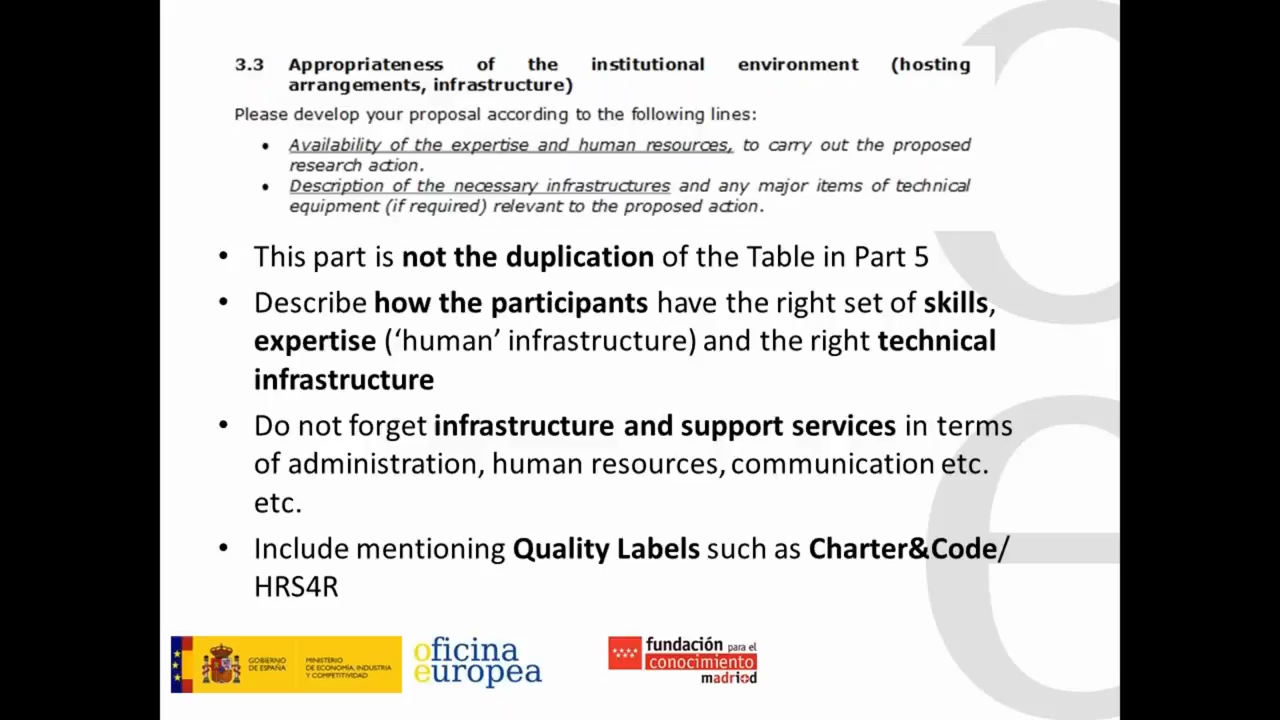 3.3 Appropriateness of the institutional environment (hosting
arrangements, infrastructure)
Please develop your proposal according to the following lines:
• Availability of the expertise and human resources, to carry out the proposed
research action.
• Description of the necessary infrastructures and any major items of technical
equipment (if required) relevant to the proposed action.
• This part is not the duplication of the Table in Part 5
• Describe how the participants have the right set of skills,
expertise (‘human’ infrastructure) and the right technical
infrastructure
• Do not forget infrastructure and support services in terms
of administration, human resources, communication etc.
etc.
• Include mentioning Quality Labels such as Charter&Code/
HRS4R
GOBIERNO
DE ESPAÑA
MINISTERIO
DE ECONOMÍA, INDUSTRIA
Y COMPETITIVIDAD
oficina
europea
fundación para el
conocimiento
madri+d